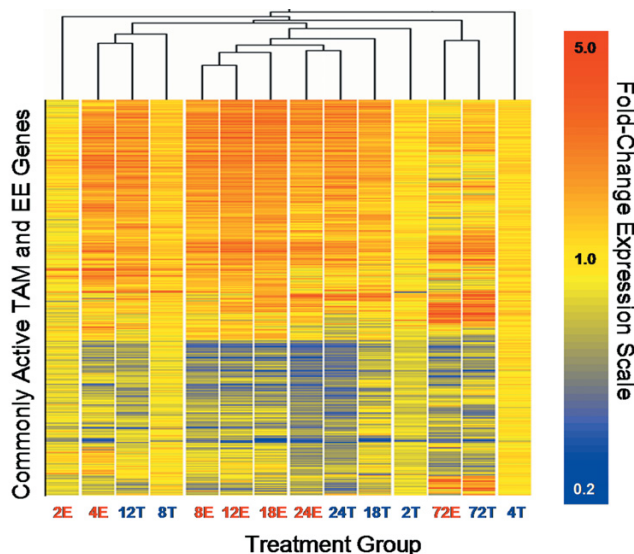 5.0
1.0
0.2
Fold-Change Expression Scale
Commonly Active TAM and EE Genes
2E 4E 12T 8T 8E 12E 18E 24E 24T 18T 2T 72E 72T 4T
Treatment Group